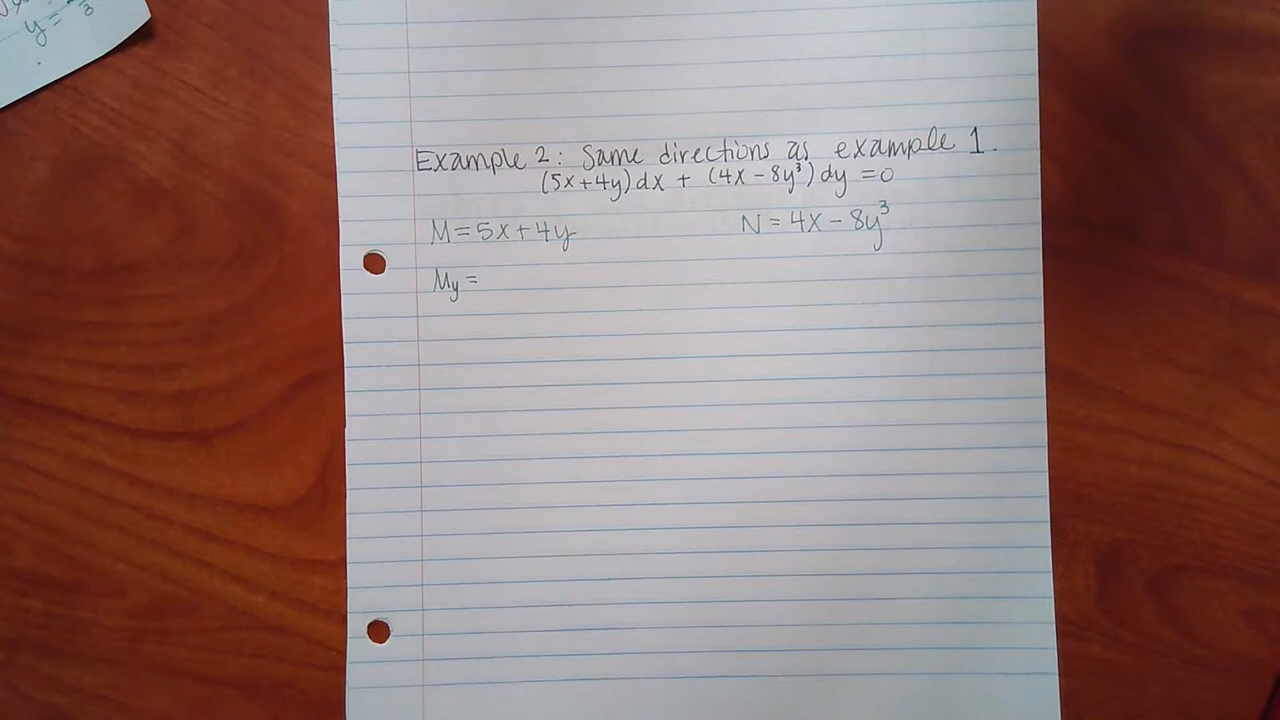 y =
Example 2: Same directions as example 1.
(5x+4y)dx + (4x-8y³)dy =0
M=5x+4y N=4x-8y³
My=